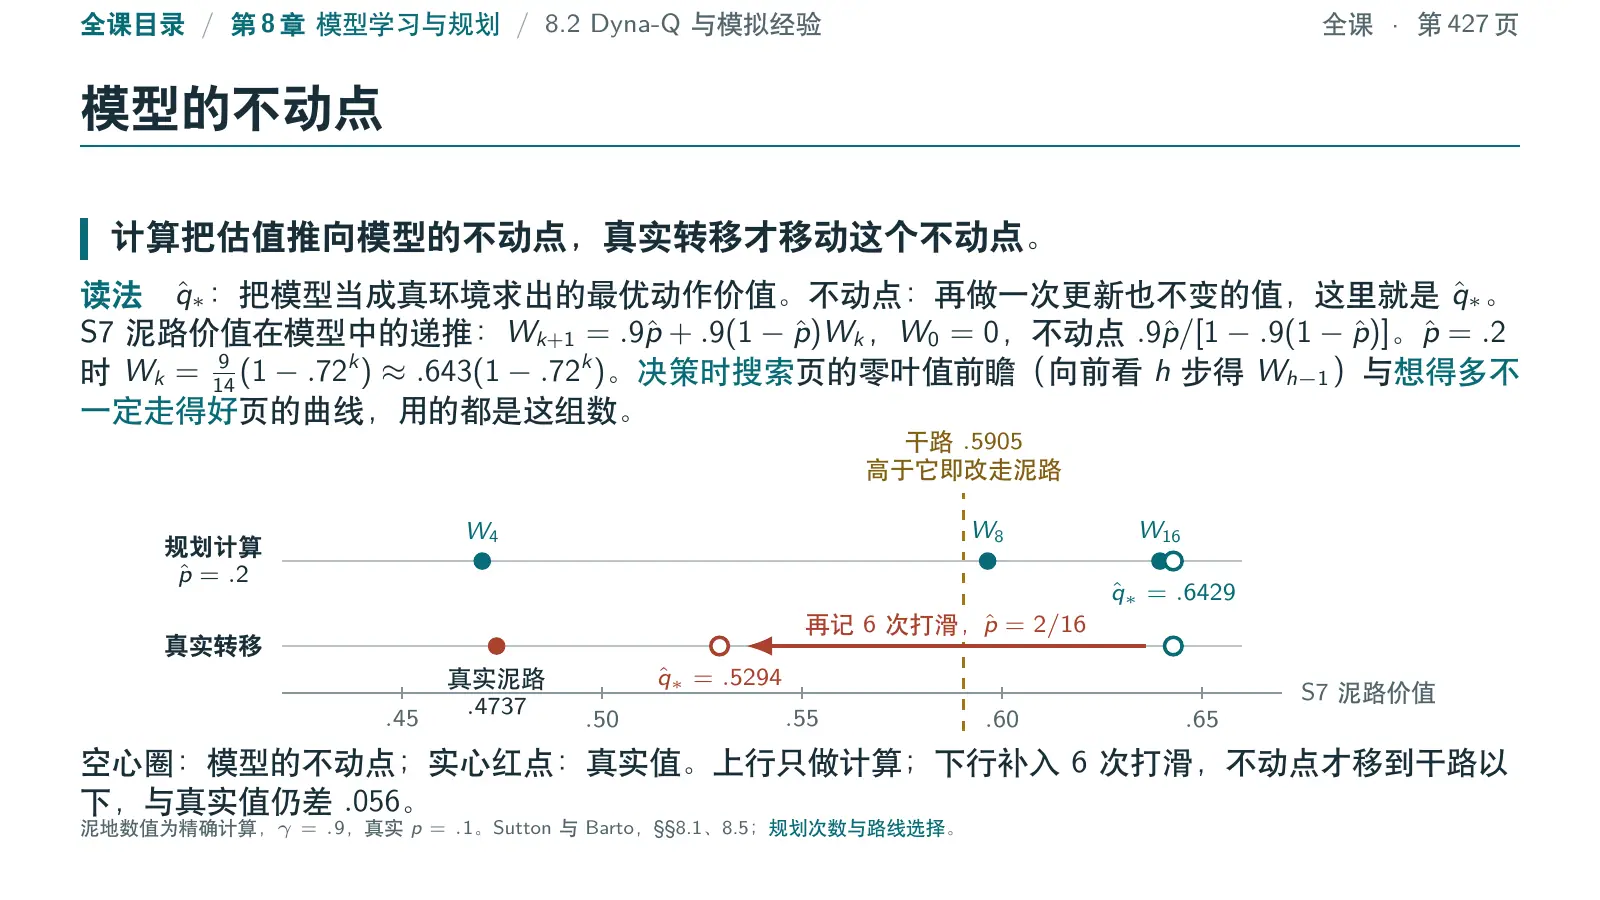 全课目录 / 第 8 章 模型学习与规划 / 8.2 Dyna-Q 与模拟经验
全课 · 第 427 页
模型的不动点
计算把估值推向模型的不动点，真实转移才移动这个不动点。
读法 q̂∗：把模型当成真环境求出的最优动作价值。不动点：再做一次更新也不变的值，这里就是 q̂∗。
S7 泥路价值在模型中的递推：Wₖ₊₁ = .9p̂ + .9(1 − p̂)Wₖ，W₀ = 0，不动点 .9p̂/[1 − .9(1 − p̂)]。p̂ = .2
时 Wₖ = 9/14(1 − .72ᵏ) ≈ .643(1 − .72ᵏ)。决策时搜索页的零叶值前瞻（向前看 h 步得 Wₕ₋₁）与想得多不
一定走得好页的曲线，用的都是这组数。
干路 .5905
高于它即改走泥路
W₄
W₈
W₁₆
规划计算
p̂ = .2
q̂∗ = .6429
再记 6 次打滑，p̂ = 2/16
真实转移
真实泥路
.4737
q̂∗ = .5294
S7 泥路价值
.45
.50
.55
.60
.65
空心圈：模型的不动点；实心红点：真实值。上行只做计算；下行补入 6 次打滑，不动点才移到干路以
下，与真实值仍差 .056。
泥地数值为精确计算，γ = .9，真实 p = .1。Sutton 与 Barto，§§8.1、8.5；规划次数与路线选择。